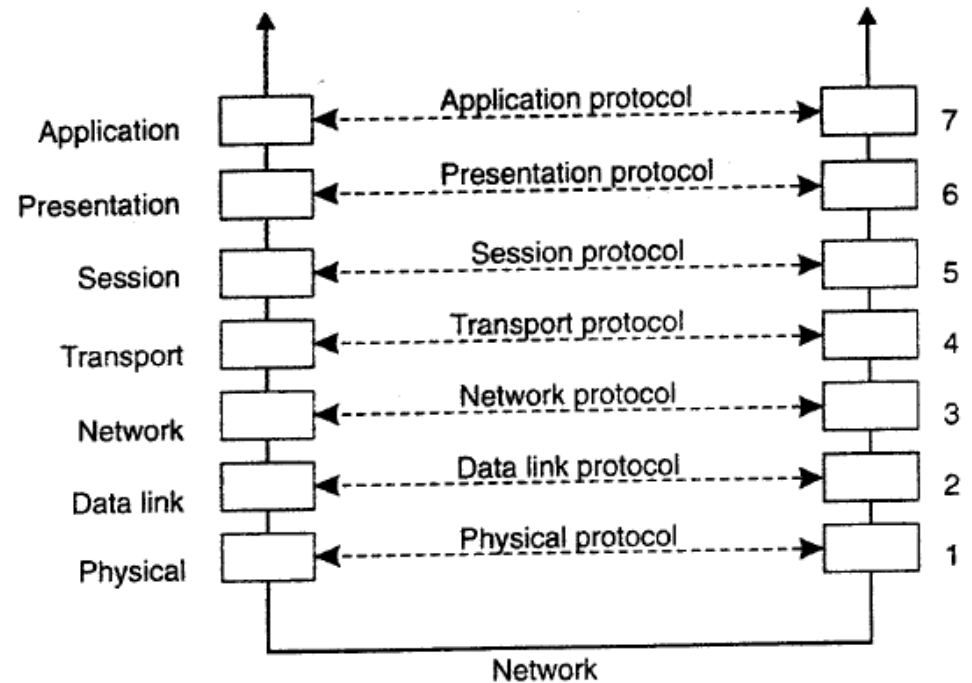 Application protocol
Application 7
Presentation protocol
Presentation 6
Session protocol
Session 5
Transport protocol
Transport 4
Network protocol
Network 3
Data link protocol
Data link 2
Physical protocol
Physical 1
Network